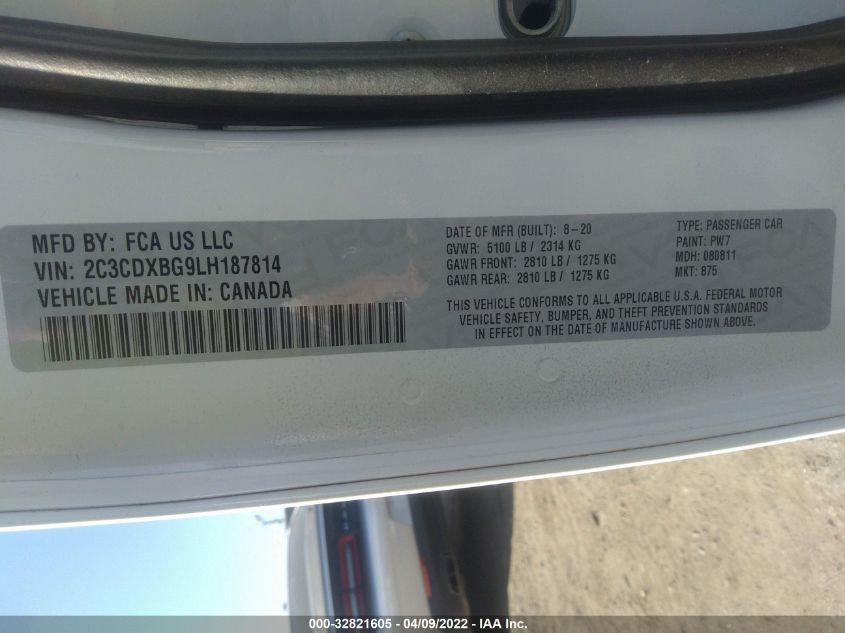 MFD BY: FCA US LLC
VIN: 2C3CDXBG9LH187814
VEHICLE MADE IN: CANADA
DATE OF MFR (BUILT): 8-20
GVWR: 5100 LB / 2314 KG
GAWR FRONT: 2810 LB / 1275 KG
GAWR REAR: 2810 LB / 1275 KG
TYPE: PASSENGER CAR
PAINT: PW7
MDH: 080811
MKT: 875
THIS VEHICLE CONFORMS TO ALL APPLICABLE U.S.A. FEDERAL MOTOR
VEHICLE SAFETY, BUMPER, AND THEFT PREVENTION STANDARDS
IN EFFECT ON THE DATE OF MANUFACTURE SHOWN ABOVE.
000-32821605 - 04/09/2022 - IAA Inc.